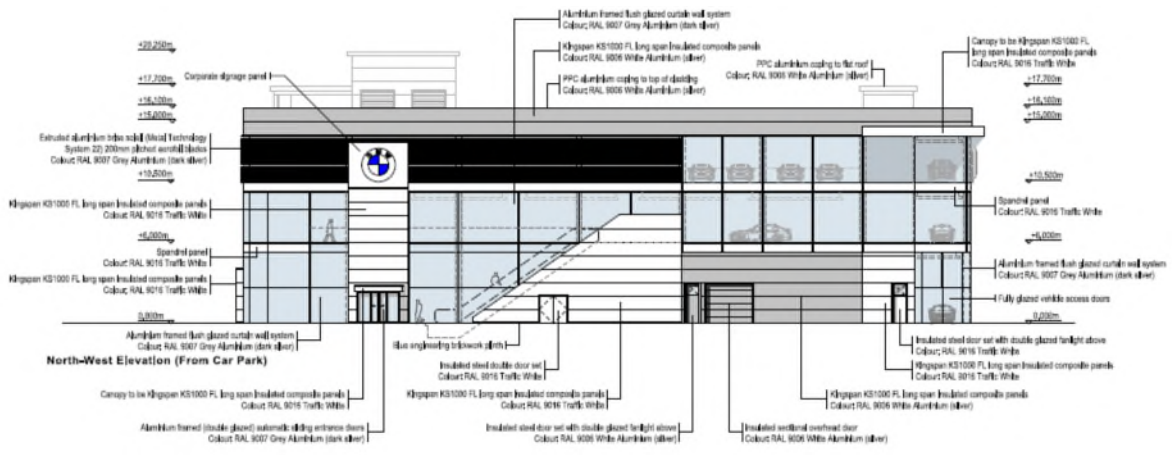 Aluminium framed flush glazed curtain wall system
Colour: RAL 9007 Grey Aluminium (dark silver)
Kingspan KS1000 FL long span insulated composite panels
Colour: RAL 9006 White Aluminium (silver)
PPC aluminium coping to top of cladding
Colour: RAL 9006 White Aluminium (silver)
PPC aluminium coping to flat roof
Colour: RAL 9006 White Aluminium (silver)
Canopy to be Kingspan KS1000 FL
long span insulated composite panels
Colour: RAL 9016 Traffic White
+20,250m
+17,700m
+16,100m
+15,000m
Corporate signage panel
+17,700m
+16,100m
+15,000m
Extruded aluminium brise soleil (Metal Technology
System 22) 200mm pitched aerofoil blades
Colour: RAL 9007 Grey Aluminium (dark silver)
BMW
+10,500m
+10,500m
Kingspan KS1000 FL long span insulated composite panels
Colour: RAL 9016 Traffic White
Spandrel panel
Colour: RAL 9016 Traffic White
+6,000m
+6,000m
Spandrel panel
Colour: RAL 9016 Traffic White
Kingspan KS1000 FL long span insulated composite panels
Colour: RAL 9016 Traffic White
Aluminium framed flush glazed curtain wall system
Colour: RAL 9007 Grey Aluminium (dark silver)
Fully glazed vehicle access doors
0,000m
0,000m
Aluminium framed flush glazed curtain wall system
Colour: RAL 9007 Grey Aluminium (dark silver)
Blue engineering brickwork plinth
Insulated steel door set with double glazed fanlight above
Colour: RAL 9016 Traffic White
North-West Elevation (From Car Park)
Insulated steel double door set
Colour: RAL 9016 Traffic White
Kingspan KS1000 FL long span insulated composite panels
Colour: RAL 9016 Traffic White
Canopy to be Kingspan KS1000 FL long span insulated composite panels
Colour: RAL 9016 Traffic White
Kingspan KS1000 FL long span insulated composite panels
Colour: RAL 9016 Traffic White
Kingspan KS1000 FL long span insulated composite panels
Colour: RAL 9006 White Aluminium (silver)
Aluminium framed (double glazed) automatic sliding entrance doors
Colour: RAL 9007 Grey Aluminium (dark silver)
Insulated steel door set with double glazed fanlight above
Colour: RAL 9006 White Aluminium (silver)
Insulated sectional overhead door
Colour: RAL 9006 White Aluminium (silver)